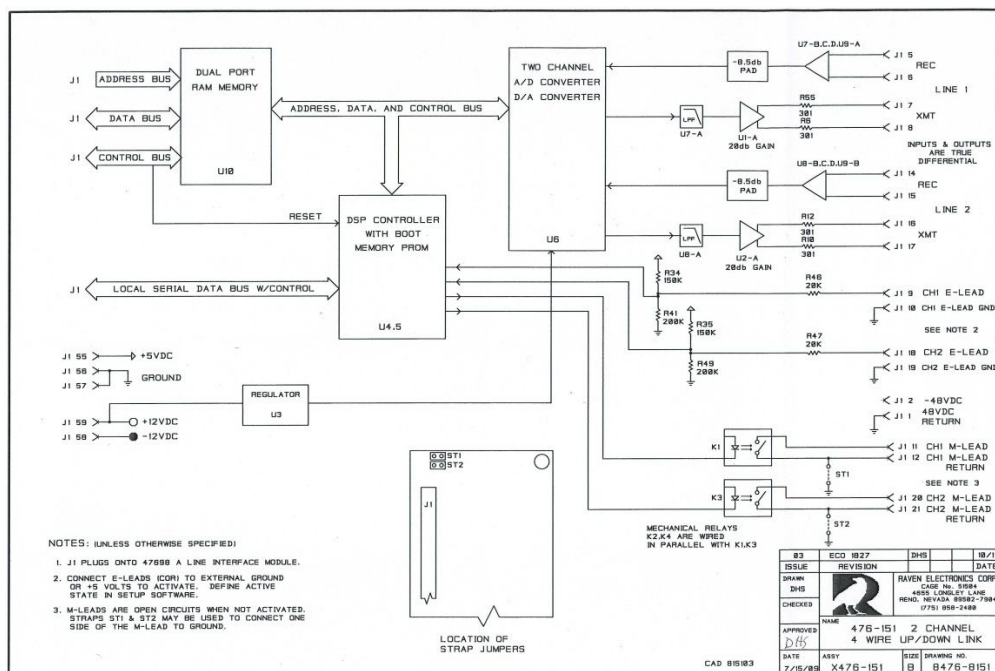 J1
ADDRESS BUS
J1
DATA BUS
J1
CONTROL BUS
DUAL PORT
RAM MEMORY
U10
ADDRESS, DATA, AND CONTROL BUS
TWO CHANNEL
A/D CONVERTER
D/A CONVERTER
U6
RESET
DSP CONTROLLER
WITH BOOT
MEMORY PROM
U4,5
J1
LOCAL SERIAL DATA BUS W/CONTROL
U7-B,C,D,U9-A
-8.5db
PAD
J1 5
REC
J1 6
LINE 1
LPF
U7-A
U1-A
20db GAIN
R55
301
R6
301
J1 7
XMT
J1 8
INPUTS & OUTPUTS
ARE TRUE
DIFFERENTIAL
U8-B,C,D,U9-B
-8.5db
PAD
J1 14
REC
J1 15
LINE 2
LPF
U8-A
U2-A
20db GAIN
R12
301
R10
301
J1 16
XMT
J1 17
R34
150K
R41
200K
R46
20K
J1 9 CH1 E-LEAD
J1 10 CH1 E-LEAD GND
SEE NOTE 2
R35
150K
R49
200K
R47
20K
J1 18 CH2 E-LEAD
J1 19 CH2 E-LEAD GND
J1 2 -48VDC
J1 1 48VDC
RETURN
J1 55
+5VDC
J1 56
J1 57
GROUND
J1 59
+12VDC
J1 58
-12VDC
REGULATOR
U3
K1
J1 11 CH1 M-LEAD
J1 12 CH1 M-LEAD
RETURN
ST1
SEE NOTE 3
K3
J1 20 CH2 M-LEAD
J1 21 CH2 M-LEAD
RETURN
ST2
MECHANICAL RELAYS
K2,K4 ARE WIRED
IN PARALLEL WITH K1,K3
ST1
ST2
J1
LOCATION OF
STRAP JUMPERS
NOTES: (UNLESS OTHERWISE SPECIFIED)
1. J1 PLUGS ONTO 47698 A LINE INTERFACE MODULE.
2. CONNECT E-LEADS (COR) TO EXTERNAL GROUND
OR +5 VOLTS TO ACTIVATE. DEFINE ACTIVE
STATE IN SETUP SOFTWARE.
3. M-LEADS ARE OPEN CIRCUITS WHEN NOT ACTIVATED.
STRAPS ST1 & ST2 MAY BE USED TO CONNECT ONE
SIDE OF THE M-LEAD TO GROUND.
CAD 815103
03 ECO 1827 DHS 10/1
ISSUE REVISION DATE
DRAWN
DHS
CHECKED
APPROVED
DHS
DATE
7/15/09
RAVEN ELECTRONICS CORP
CAGE No. 51504
4655 LONGLEY LANE
RENO, NEVADA 89502-7904
(775) 858-2400
NAME
476-151 2 CHANNEL
4 WIRE UP/DOWN LINK
ASSY
X476-151
SIZE
B
DRAWING NO.
8476-8151